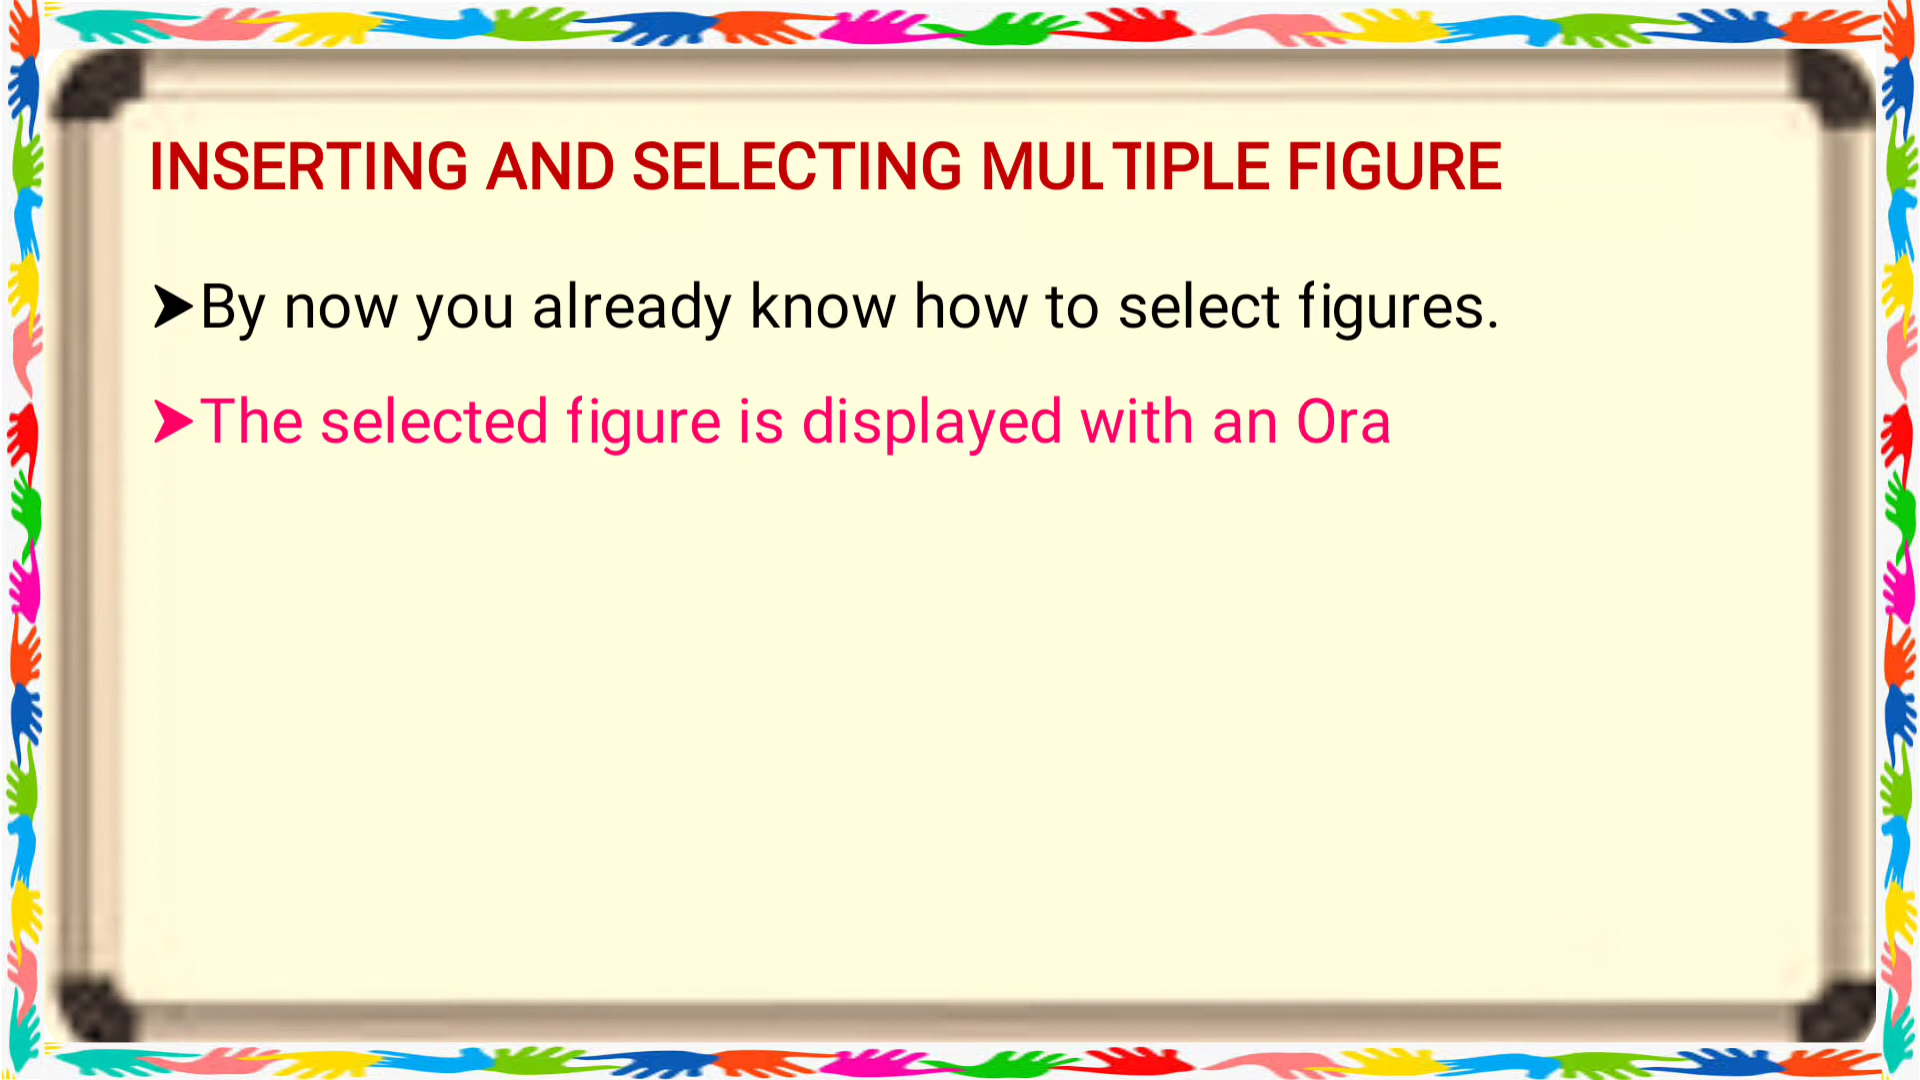 INSERTING AND SELECTING MULTIPLE FIGURE
➤By now you already know how to select figures.
➤The selected figure is displayed with an Ora